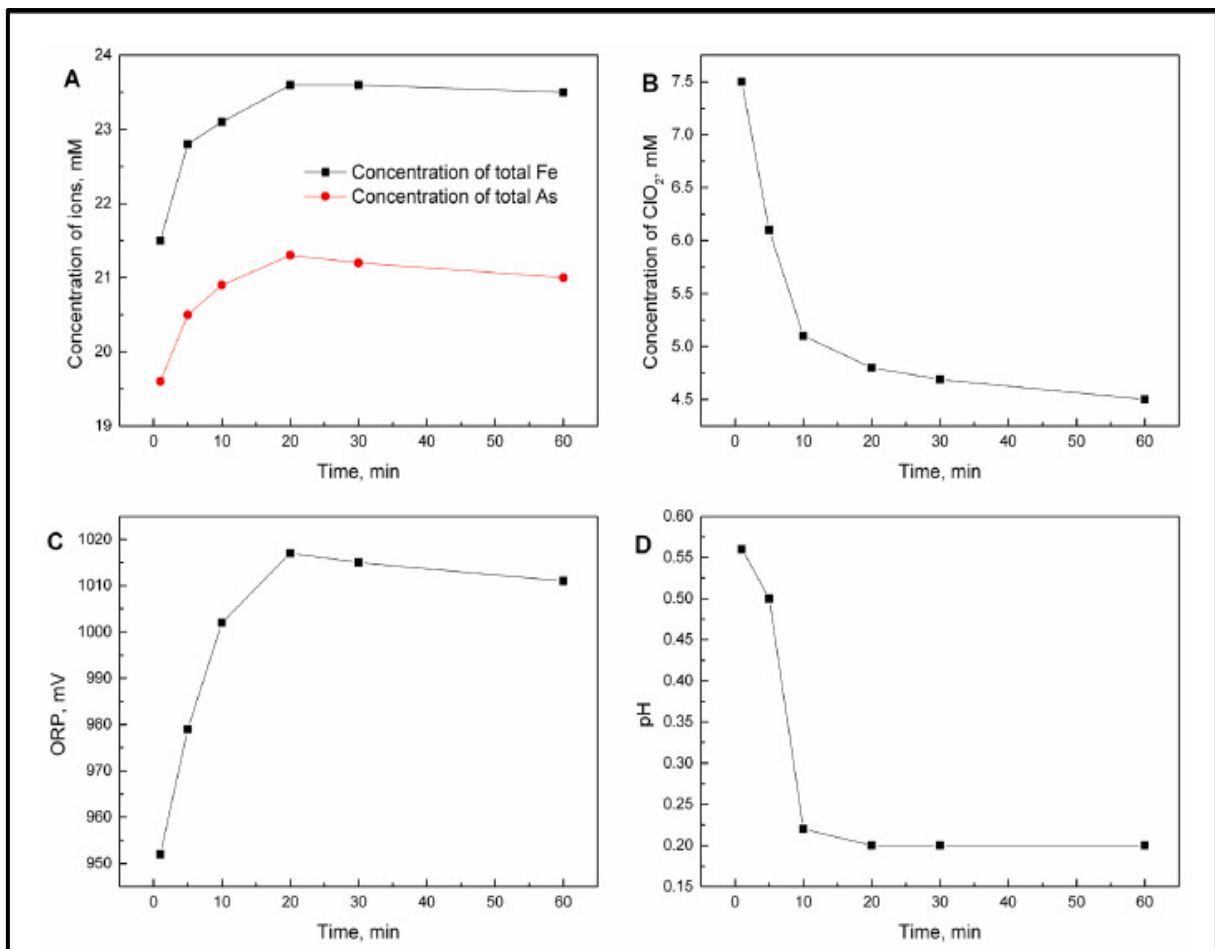 A
Concentration of ions, mM
24
23
22
21
20
19
Concentration of total Fe
Concentration of total As
0 10 20 30 40 50 60
Time, min
B
Concentration of ClO₂, mM
7.5
7.0
6.5
6.0
5.5
5.0
4.5
0 10 20 30 40 50 60
Time, min
C
ORP, mV
1020
1010
1000
990
980
970
960
950
0 10 20 30 40 50 60
Time, min
D
pH
0.60
0.55
0.50
0.45
0.40
0.35
0.30
0.25
0.20
0.15
0 10 20 30 40 50 60
Time, min